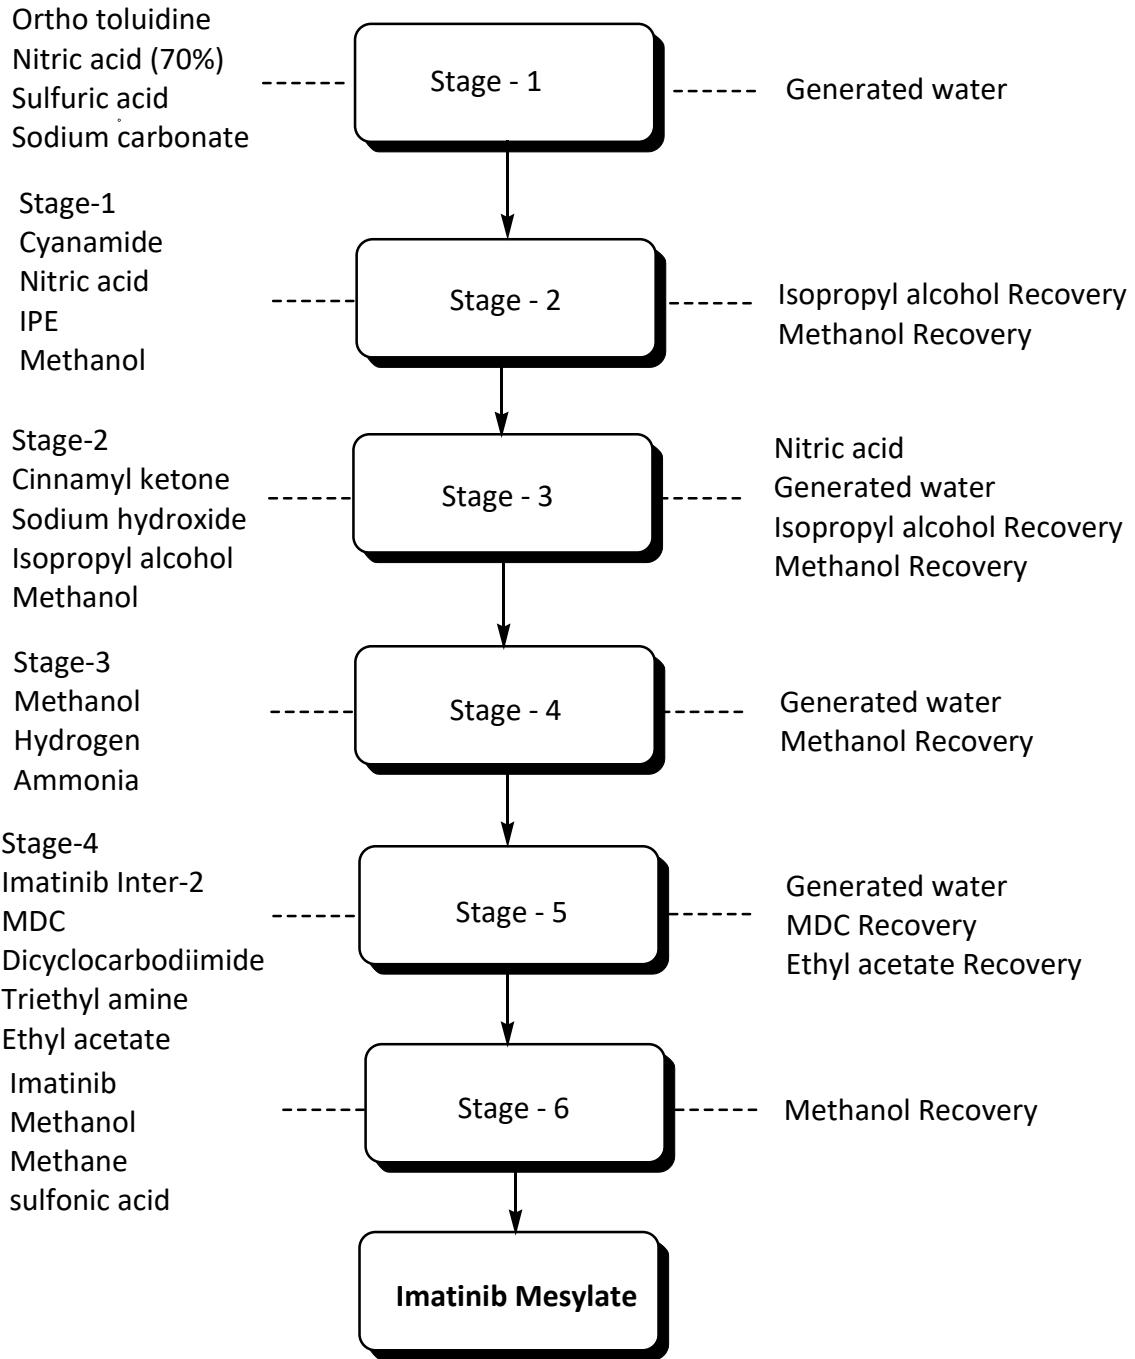 Ortho toluidine
Nitric acid (70%)
Sulfuric acid
Sodium carbonate
Stage - 1
Generated water
Stage-1
Cyanamide
Nitric acid
IPE
Methanol
Stage - 2
Isopropyl alcohol Recovery
Methanol Recovery
Stage-2
Cinnamyl ketone
Sodium hydroxide
Isopropyl alcohol
Methanol
Stage - 3
Nitric acid
Generated water
Isopropyl alcohol Recovery
Methanol Recovery
Stage-3
Methanol
Hydrogen
Ammonia
Stage - 4
Generated water
Methanol Recovery
Stage-4
Imatinib Inter-2
MDC
Dicyclocarbodiimide
Triethyl amine
Ethyl acetate
Stage - 5
Generated water
MDC Recovery
Ethyl acetate Recovery
Imatinib
Methanol
Methane
sulfonic acid
Stage - 6
Methanol Recovery
Imatinib Mesylate